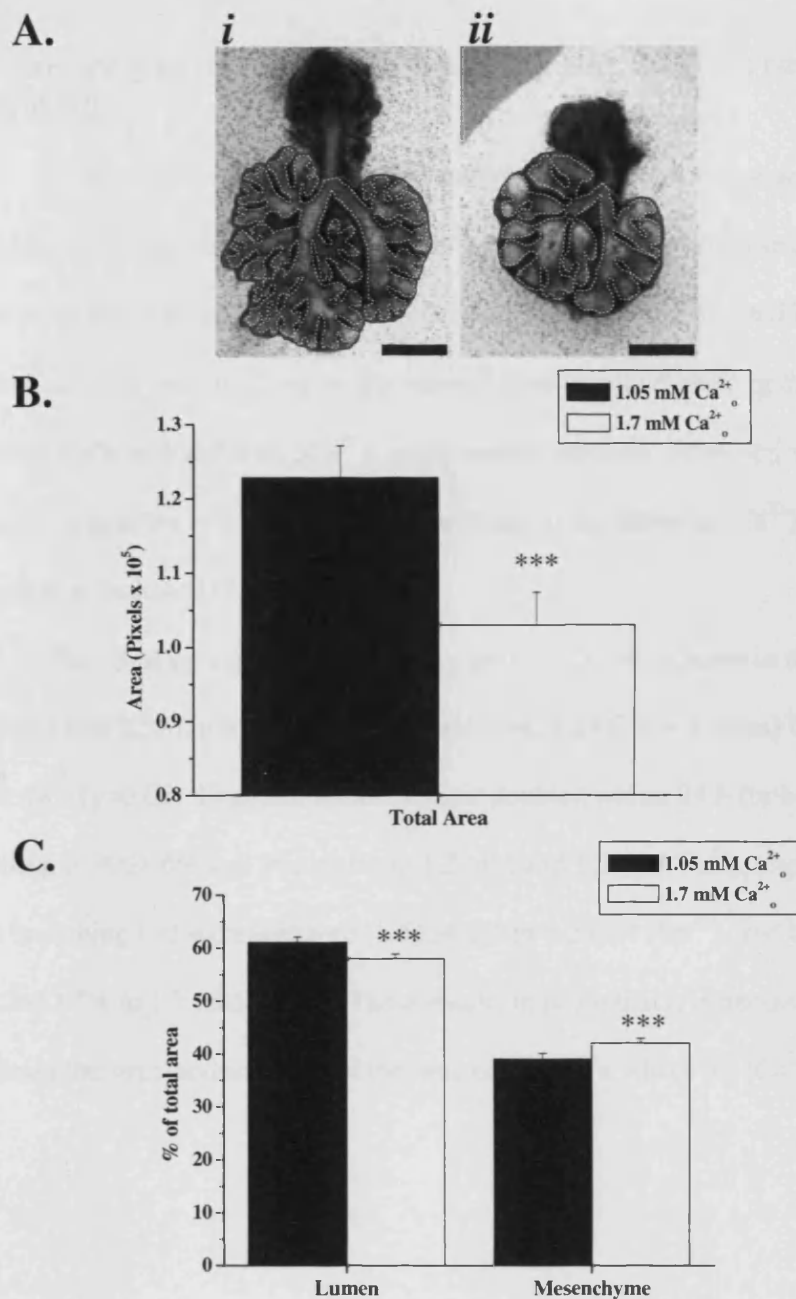 A.
i
ii
B.
1.05 mM Ca²⁺ₒ
1.7 mM Ca²⁺ₒ
1.3
1.2
1.1
1.0
0.9
0.8
Area (Pixels x 10⁵)
***
Total Area
C.
1.05 mM Ca²⁺ₒ
1.7 mM Ca²⁺ₒ
70
60
50
40
30
20
10
0
% of total area
***
***
Lumen
Mesenchyme